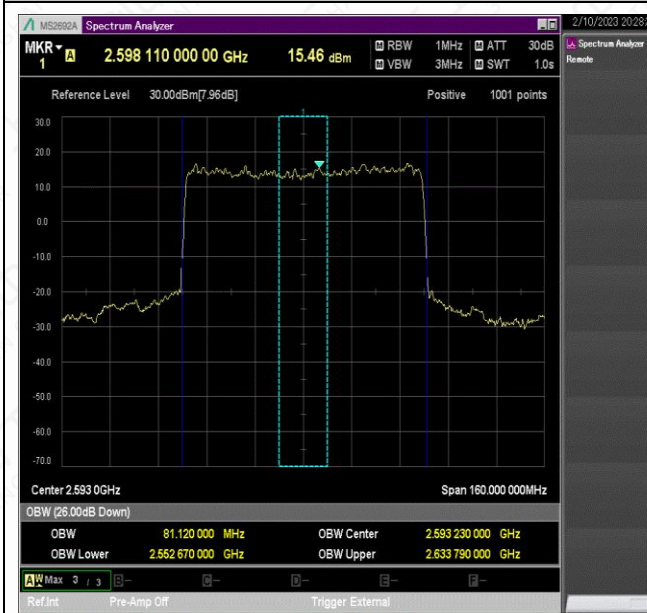 MS2692A Spectrum Analyzer
2/10/2023 20:28:
MKR 1 A 2.598 110 000 00 GHz 15.46 dBm
M RBW 1MHz M ATT 30dB
M VBW 3MHz M SWT 1.0s
Spectrum Analyzer
Remote
Reference Level 30.00dBm[7.96dB] Positive 1001 points
30.0
20.0
10.0
0.0
-10.0
-20.0
-30.0
-40.0
-50.0
-60.0
-70.0
Center 2.593 0GHz Span 160.000 000MHz
OBW (26.00dB Down)
OBW 81.120 000 MHz OBW Center 2.593 230 000 GHz
OBW Lower 2.552 670 000 GHz OBW Upper 2.633 790 000 GHz
A W Max 3 / 3 B- C- D- E- F-
Ref.Int Pre-Amp Off Trigger External